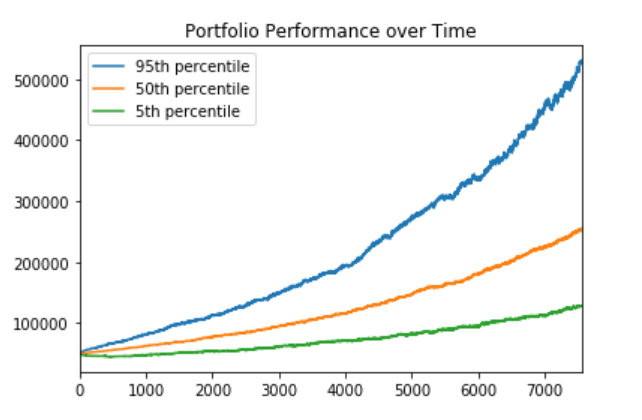 Portfolio Performance over Time
95th percentile
50th percentile
5th percentile
500000
400000
300000
200000
100000
0 1000 2000 3000 4000 5000 6000 7000